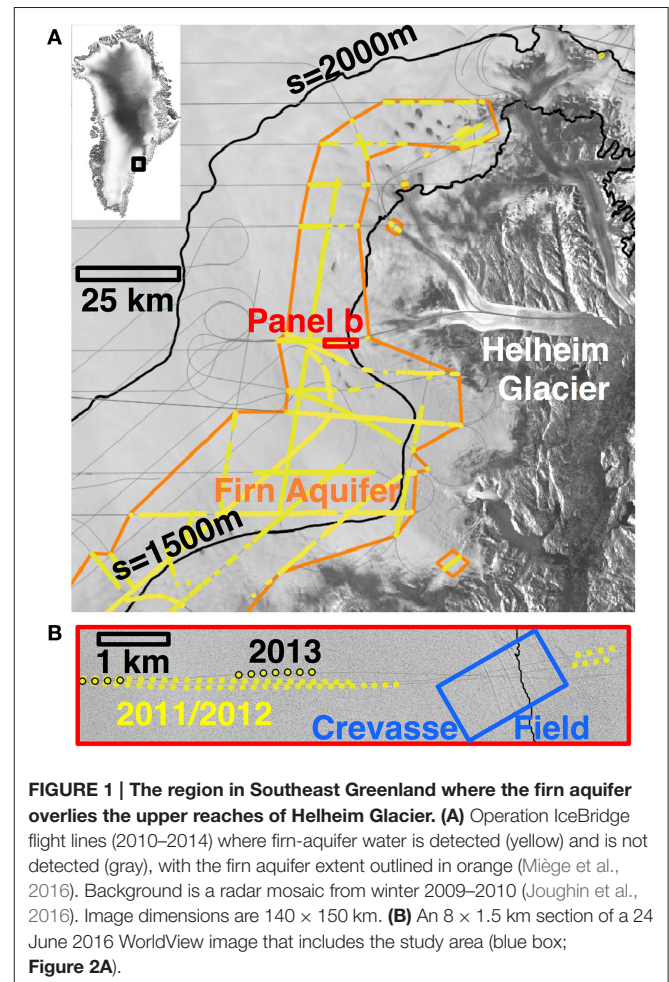 A
s=2000m
25 km
Panel b
Helheim
Glacier
Firn Aquifer
s=1500m
B
1 km
2013
2011/2012
Crevasse Field
FIGURE 1 | The region in Southeast Greenland where the firn aquifer
overlies the upper reaches of Helheim Glacier. (A) Operation IceBridge
flight lines (2010–2014) where firn-aquifer water is detected (yellow) and is not
detected (gray), with the firn aquifer extent outlined in orange (Miège et al.,
2016). Background is a radar mosaic from winter 2009–2010 (Joughin et al.,
2016). Image dimensions are 140 × 150 km. (B) An 8 × 1.5 km section of a 24
June 2016 WorldView image that includes the study area (blue box;
Figure 2A).